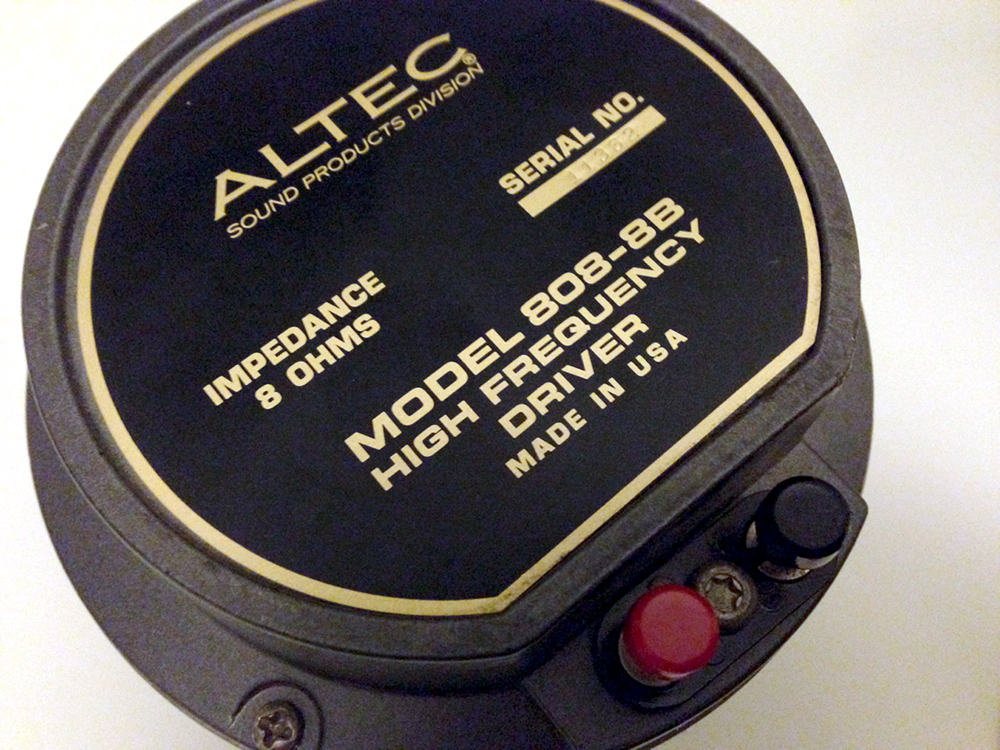 ALTEC®
SOUND PRODUCTS DIVISION
SERIAL NO.
IMPEDANCE
8 OHMS
MODEL 808-8B
HIGH FREQUENCY
DRIVER
MADE IN USA